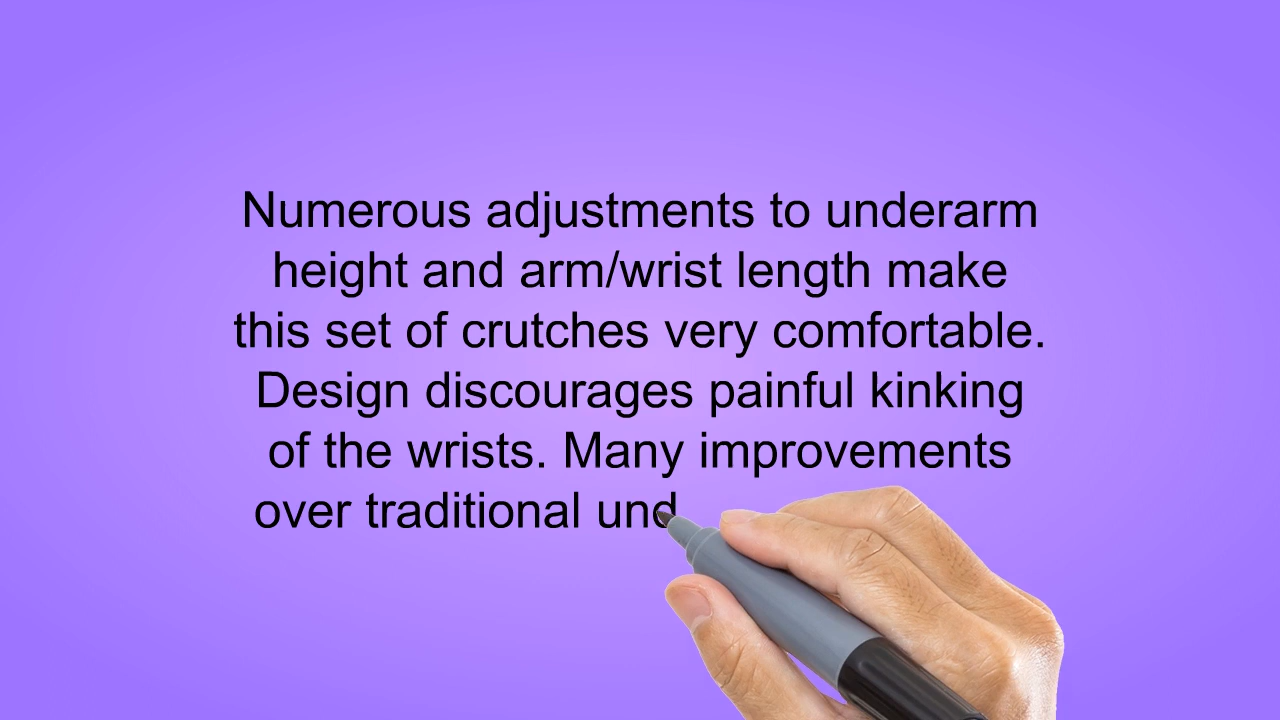 Numerous adjustments to underarm
height and arm/wrist length make
this set of crutches very comfortable.
Design discourages painful kinking
of the wrists. Many improvements
over traditional und